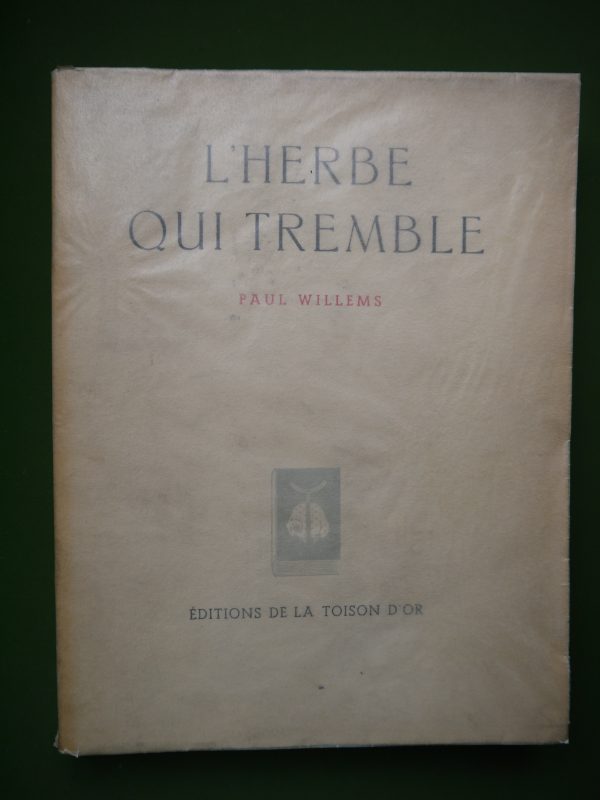 L'HERBE
QUI TREMBLE
PAUL WILLEMS
ÉDITIONS DE LA TOISON D'OR